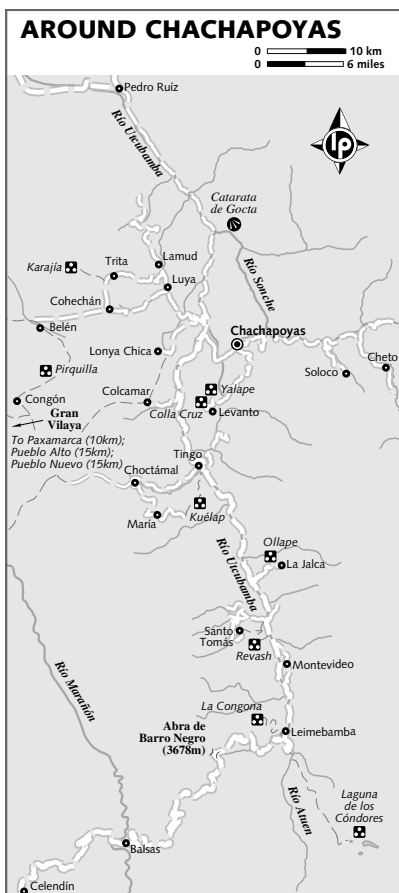 AROUND CHACHAPOYAS
0 10 km
0 6 miles
Pedro Ruíz
Río Utcubamba
lp
Catarata
de Gocta
Lamud
Trita
Karajía
Luya
Río Sonche
Cohechán
Belén
Chachapoyas
Lonya Chica
Cheto
Pirquilla
Soloco
Yalape
Colcamar
Congón
Colla Cruz
Levanto
Gran
Vilaya
To Paxamarca (10km);
Pueblo Alto (15km);
Pueblo Nuevo (15km)
Tingo
Choctámal
María
Kuélap
Río Utcubamba
Ollape
La Jalca
Santo
Tomás
Revash
Montevideo
Río Marañón
La Congona
Abra de
Barro Negro
(3678m)
Leimebamba
Río Atuen
Laguna
de los
Cóndores
Balsas
Celendín